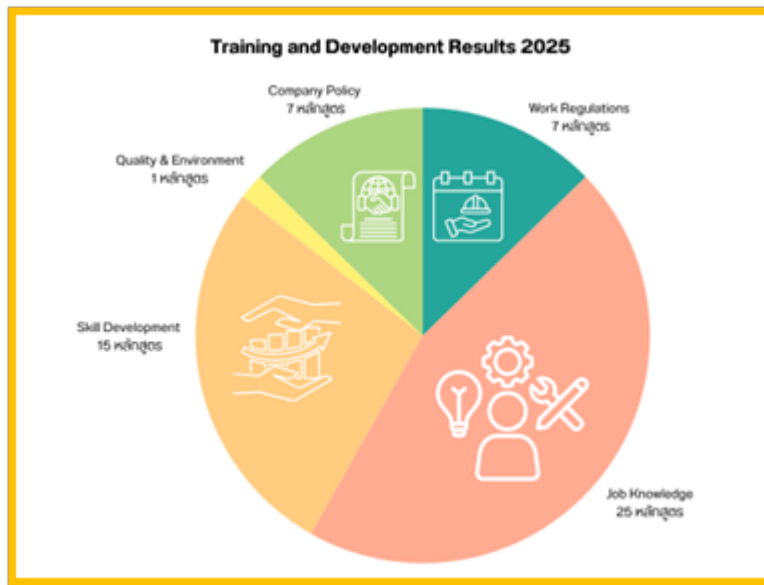 Training and Development Results 2025
Company Policy
7 หลักสูตร
Work Regulations
7 หลักสูตร
Quality & Environment
1 หลักสูตร
Skill Development
15 หลักสูตร
Job Knowledge
25 หลักสูตร